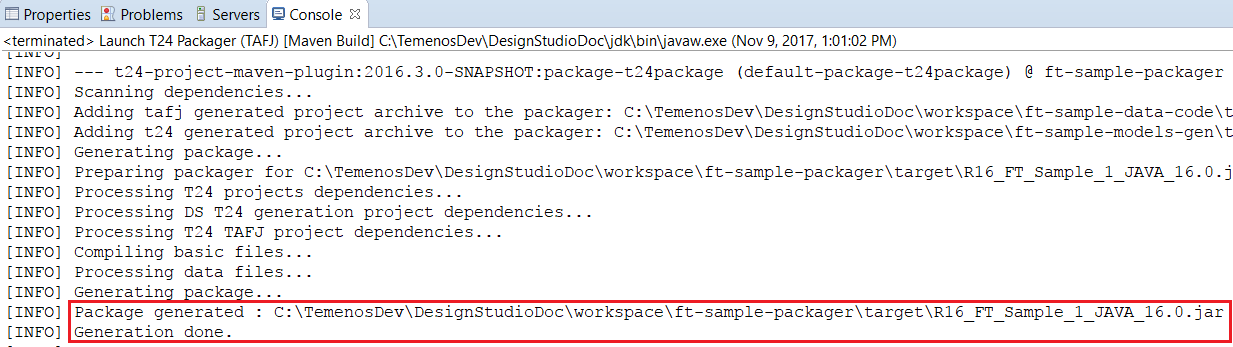 Properties Problems Servers Console
<terminated> Launch T24 Packager (TAFJ) [Maven Build] C:\TemenosDev\DesignStudioDoc\jdk\bin\javaw.exe (Nov 9, 2017, 1:01:02 PM)
[INFO]
[INFO] --- t24-project-maven-plugin:2016.3.0-SNAPSHOT:package-t24package (default-package-t24package) @ ft-sample-packager
[INFO] Scanning dependencies...
[INFO] Adding tafj generated project archive to the packager: C:\TemenosDev\DesignStudioDoc\workspace\ft-sample-data-code\t
[INFO] Adding t24 generated project archive to the packager: C:\TemenosDev\DesignStudioDoc\workspace\ft-sample-models-gen\t
[INFO] Generating package...
[INFO] Preparing packager for C:\TemenosDev\DesignStudioDoc\workspace\ft-sample-packager\target\R16_FT_Sample_1_JAVA_16.0.j
[INFO] Processing T24 projects dependencies...
[INFO] Processing DS T24 generation project dependencies...
[INFO] Processing T24 TAFJ project dependencies...
[INFO] Compiling basic files...
[INFO] Processing data files...
[INFO] Generating package...
[INFO] Package generated : C:\TemenosDev\DesignStudioDoc\workspace\ft-sample-packager\target\R16_FT_Sample_1_JAVA_16.0.jar
[INFO] Generation done.